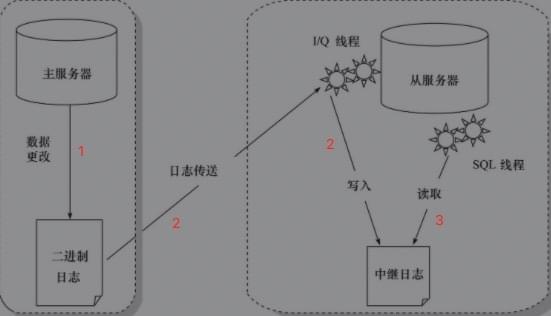 主服务器
数据
更改
1
二进制
日志
日志传送
2
I/Q 线程
从服务器
2
SQL 线程
写入
读取
3
中继日志